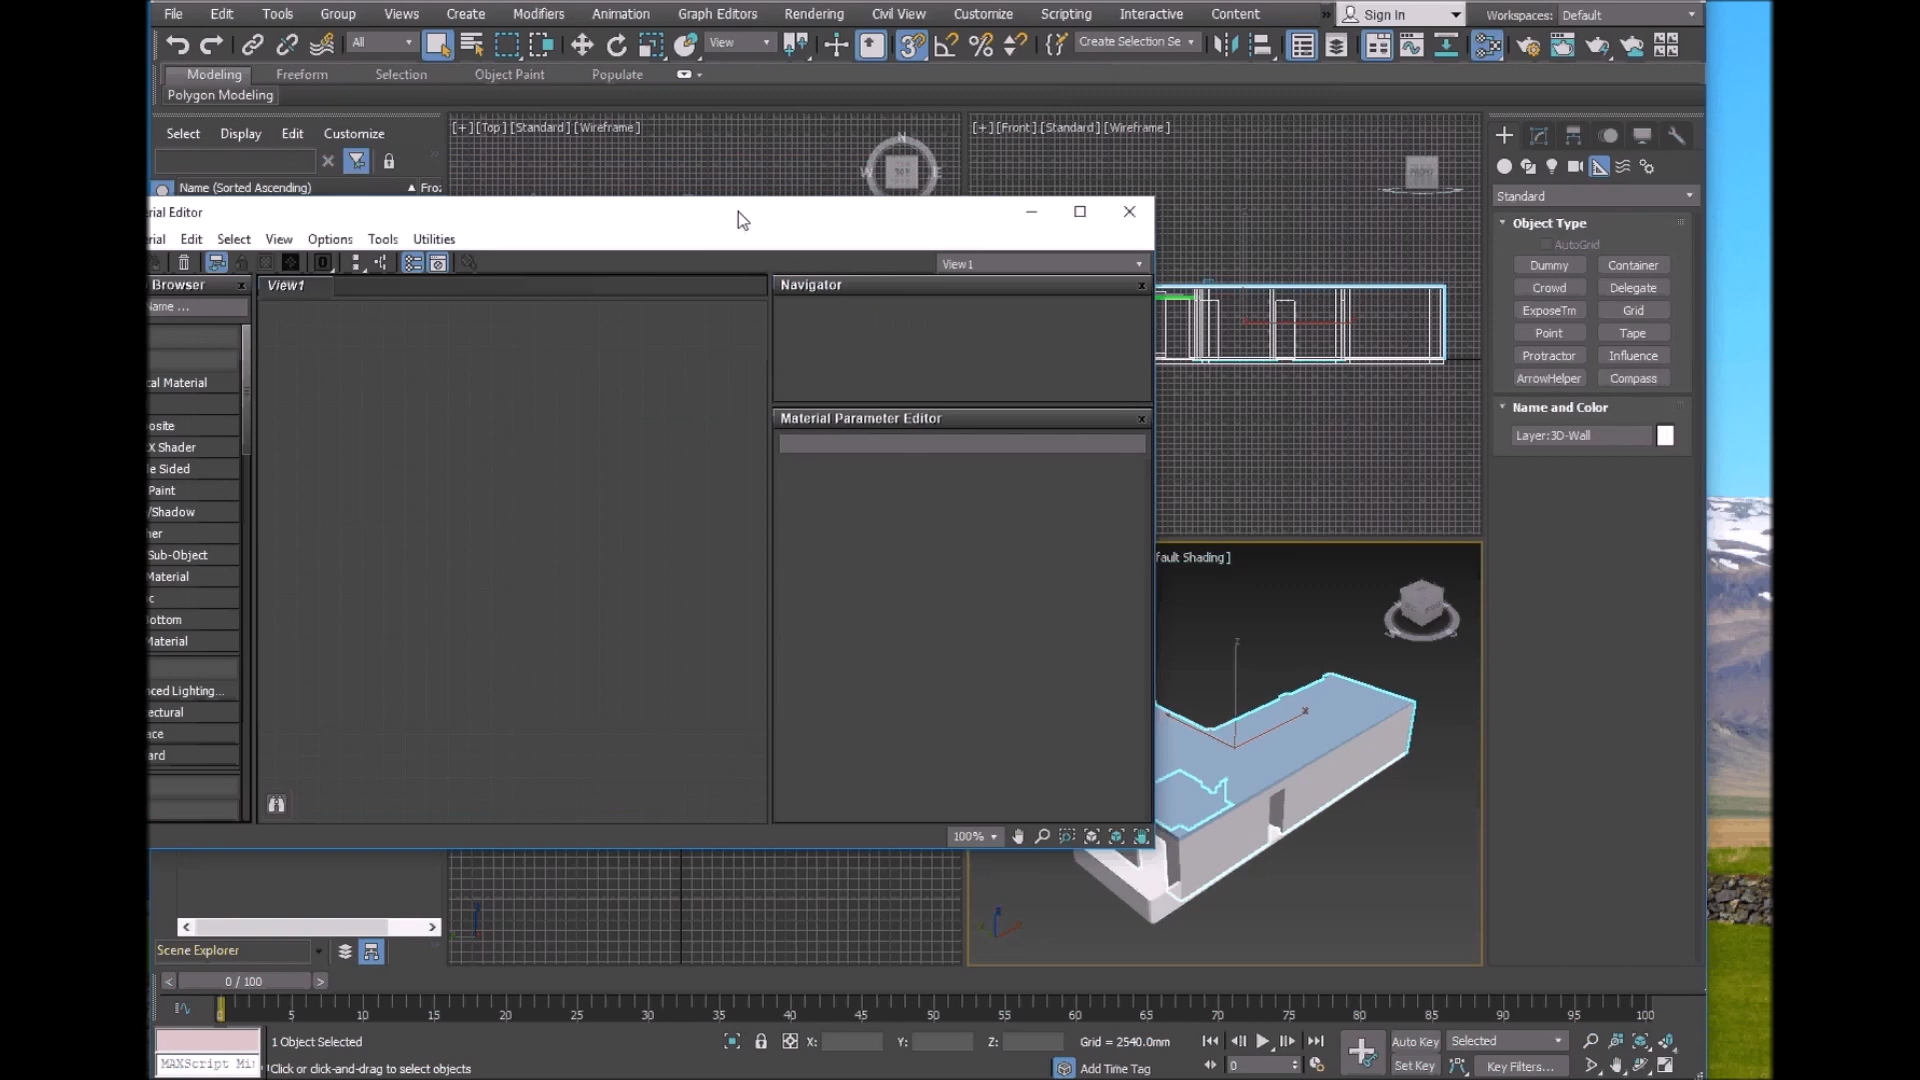 File Edit Tools Group Views Create Modifiers Animation Graph Editors Rendering Civil View Customize Scripting Interactive Content Sign In Workspaces: Default
All View Create Selection Se
Modeling Freeform Selection Object Paint Populate
Polygon Modeling
Select Display Edit Customize
[+] [Top] [Standard] [Wireframe]
[+] [Front] [Standard] [Wireframe]
N
W TOP E
FRONT
Name (Sorted Ascending) Fro
Standard
Object Type
AutoGrid
Dummy Container
Crowd Delegate
ExposeTm Grid
Point Tape
Protractor Influence
ArrowHelper Compass
Name and Color
Layer:3D-Wall
erial Editor
rial Edit Select View Options Tools Utilities
View1
Browser
View1
Navigator
Name ...
cal Material
osite
X Shader
e Sided
Paint
/Shadow
her
Sub-Object
Material
c
ottom
Material
nced Lighting...
ectural
ace
ard
Material Parameter Editor
100%
fault Shading ]
z
x
Scene Explorer
0 / 100
0 5 10 15 20 25 30 35 40 45 50 55 60 65 70 75 80 85 90 95 100
1 Object Selected X: Y: Z: Grid = 2540.0mm Auto Key Selected
MAXScript Mi Click or click-and-drag to select objects Add Time Tag 0 Set Key Key Filters...